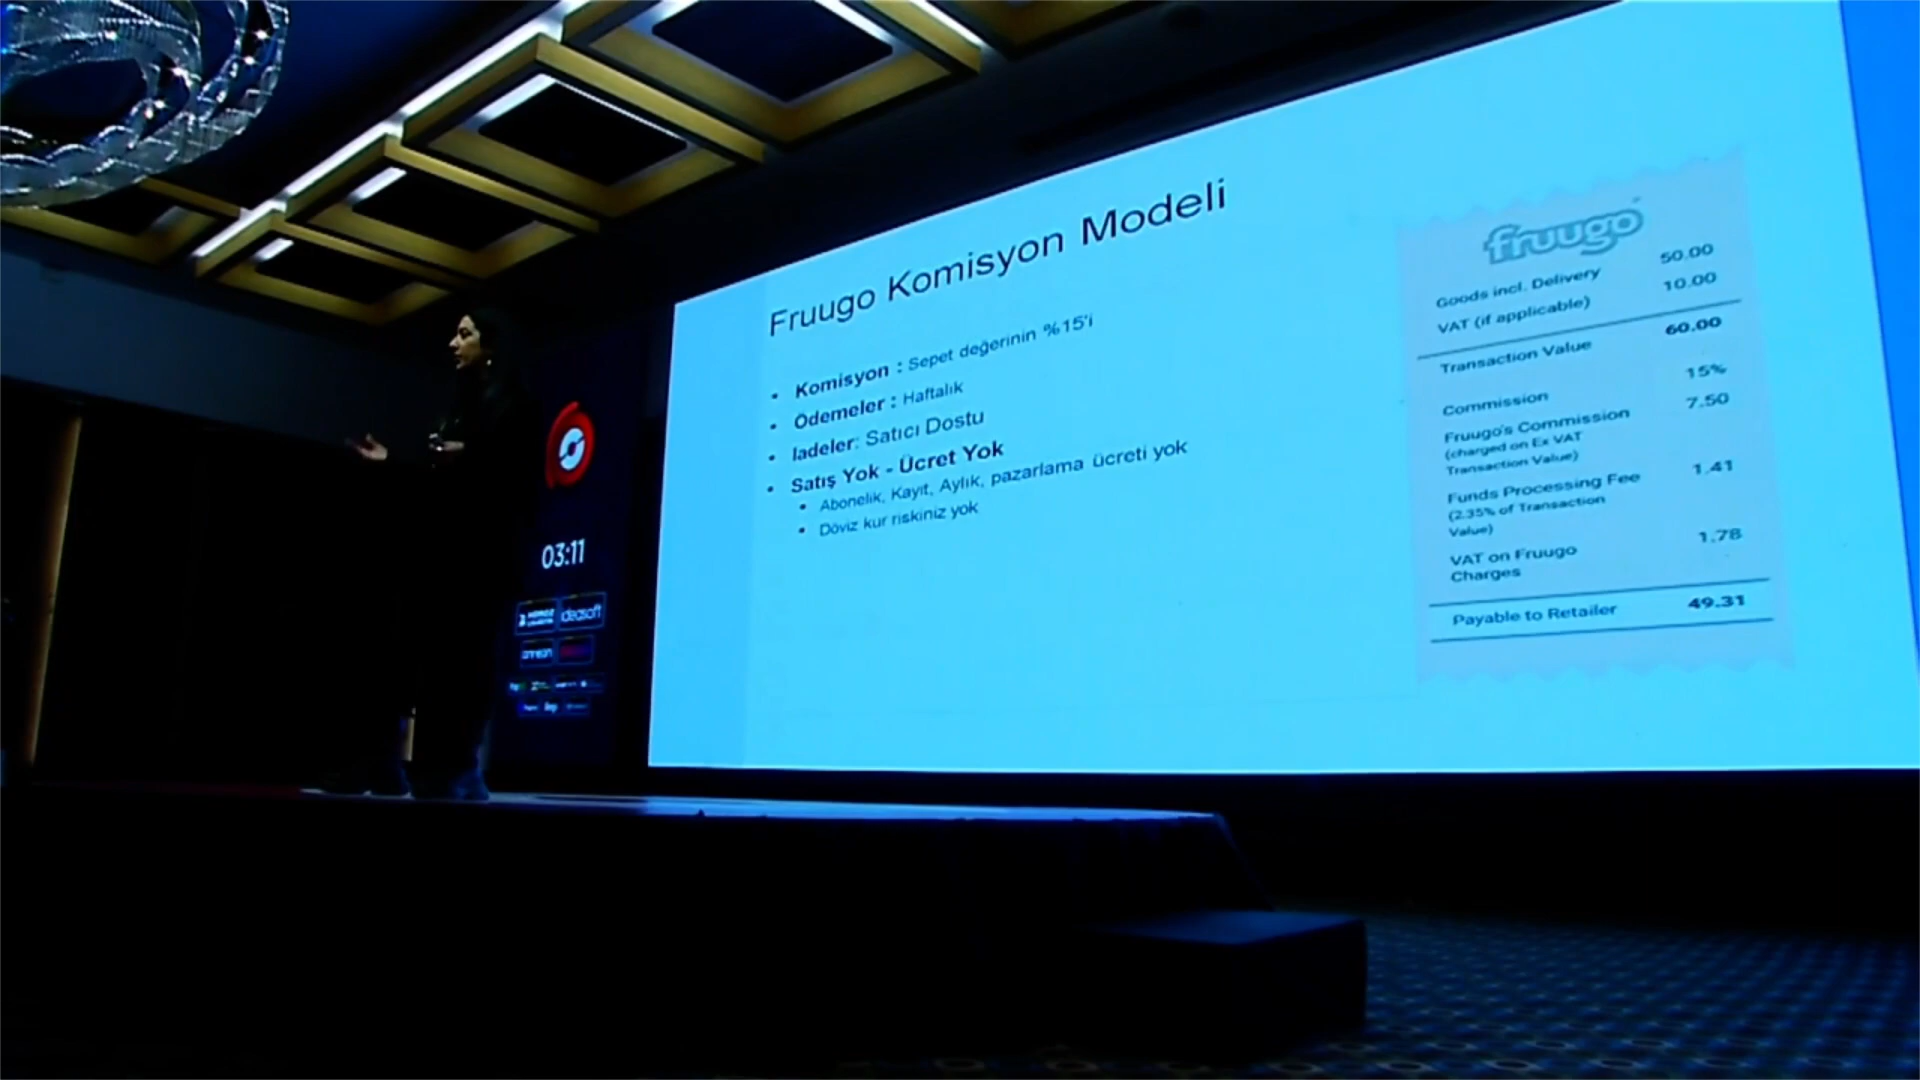 Fruugo Komisyon Modeli
• Komisyon : Sepet değerinin %15'i
• Ödemeler : Haftalık
• İadeler: Satıcı Dostu
• Satış Yok - Ücret Yok
• Abonelik, Kayıt, Aylık, pazarlama ücreti yok
• Döviz kur riskiniz yok
fruugo
Goods incl. Delivery 50.00
VAT (if applicable) 10.00
Transaction Value 60.00
Commission 15%
Fruugo's Commission 7.50
(charged on Ex VAT
Transaction Value)
Funds Processing Fee 1.41
(2.35% of Transaction
Value)
VAT on Fruugo 1.78
Charges
Payable to Retailer 49.31
03:11
ideasoft